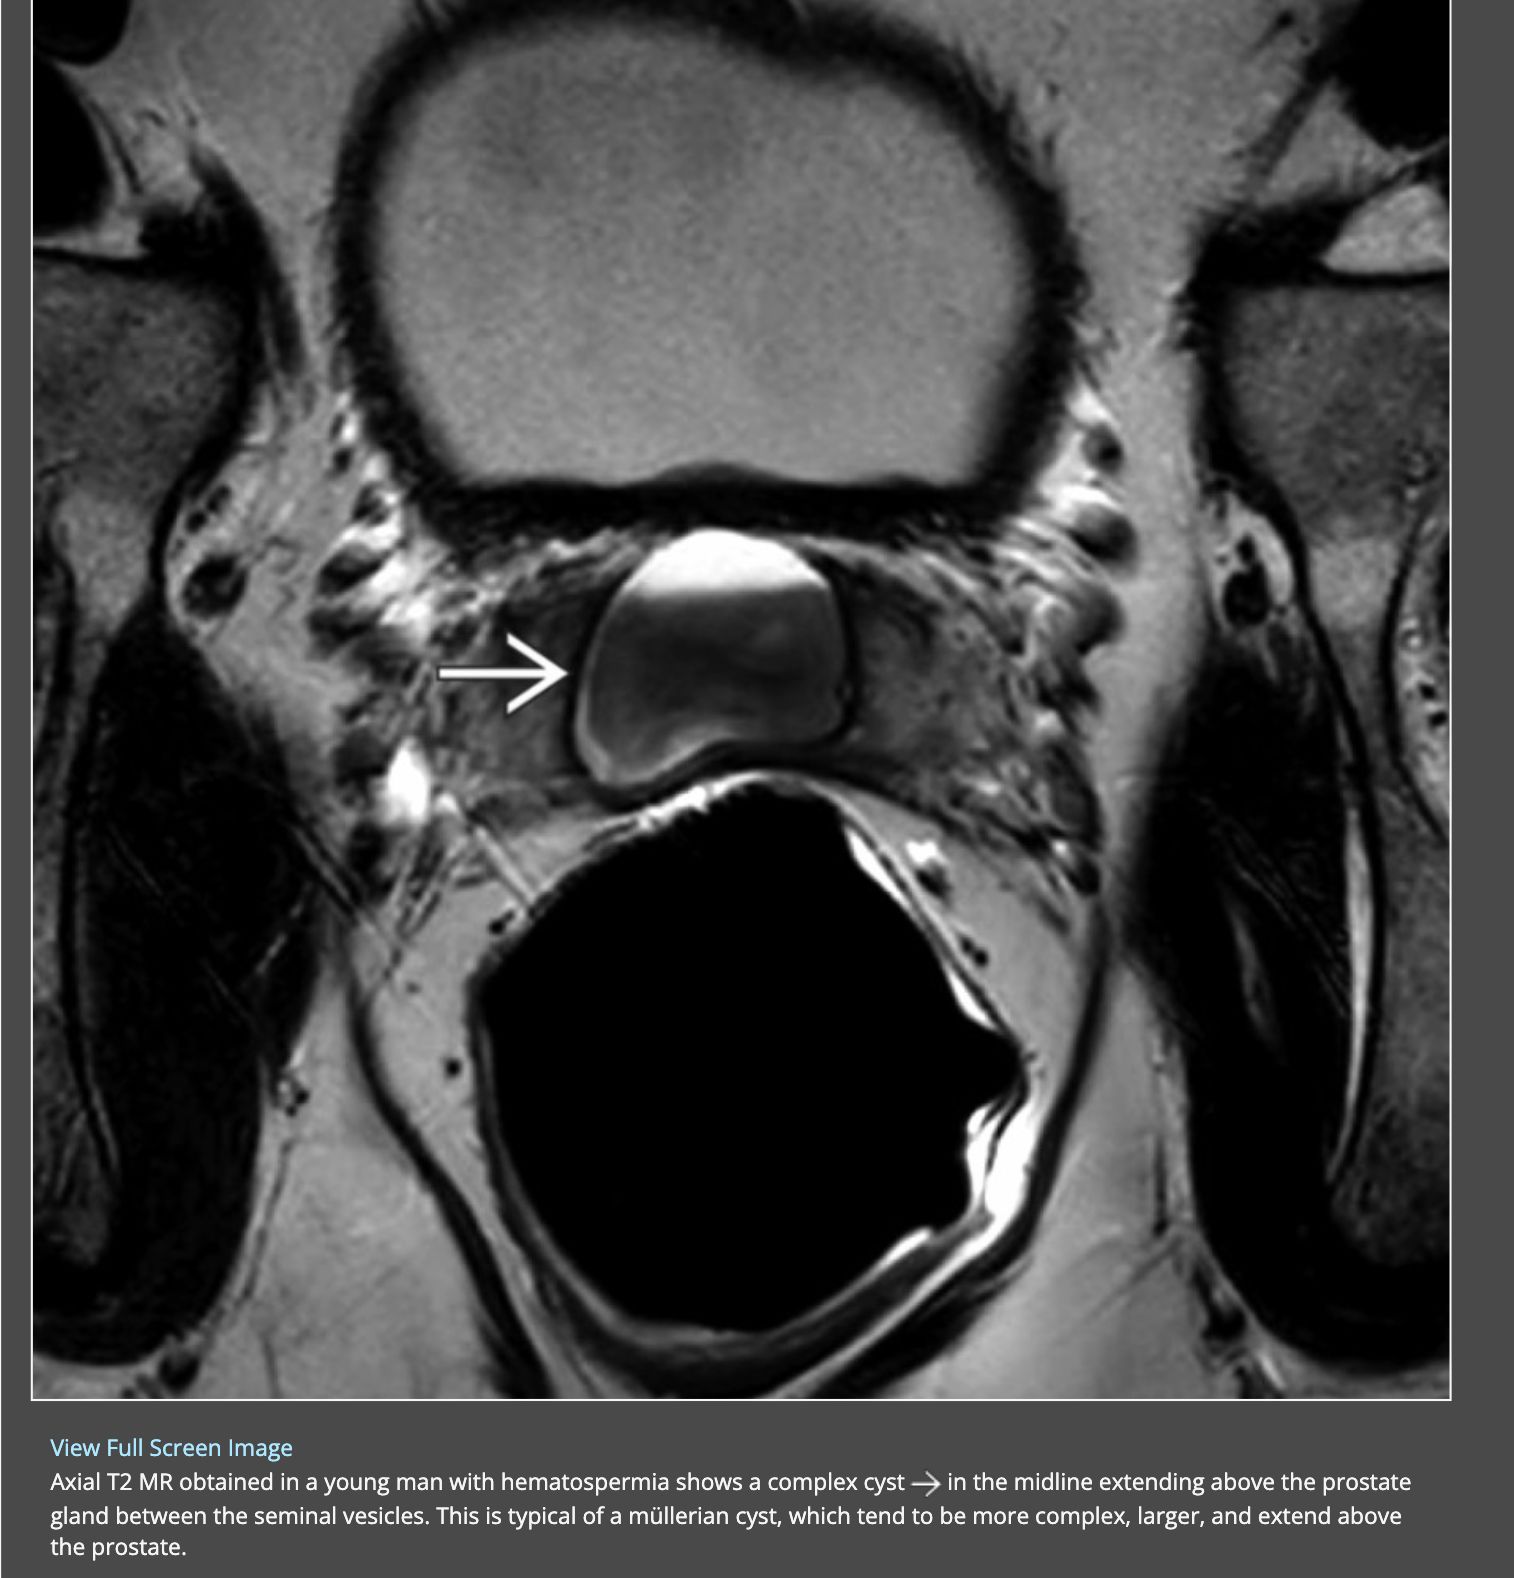 View Full Screen Image
Axial T2 MR obtained in a young man with hematospermia shows a complex cyst → in the midline extending above the prostate
gland between the seminal vesicles. This is typical of a müllerian cyst, which tend to be more complex, larger, and extend above
the prostate.